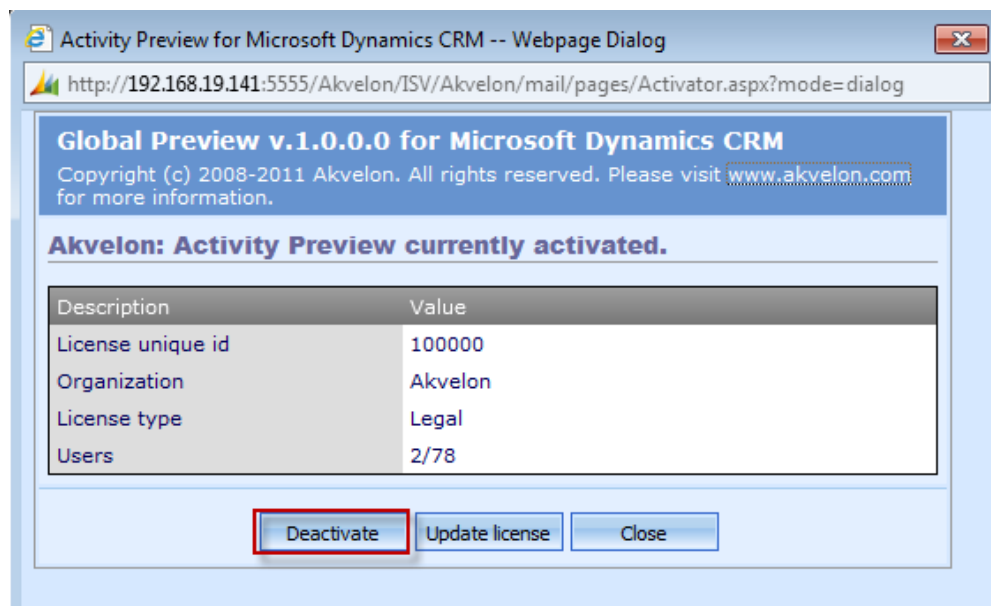 Activity Preview for Microsoft Dynamics CRM -- Webpage Dialog
http://192.168.19.141:5555/Akvelon/ISV/Akvelon/mail/pages/Activator.aspx?mode=dialog
Global Preview v.1.0.0.0 for Microsoft Dynamics CRM
Copyright (c) 2008-2011 Akvelon. All rights reserved. Please visit www.akvelon.com
for more information.
Akvelon: Activity Preview currently activated.
Description Value
License unique id 100000
Organization Akvelon
License type Legal
Users 2/78
Deactivate Update license Close